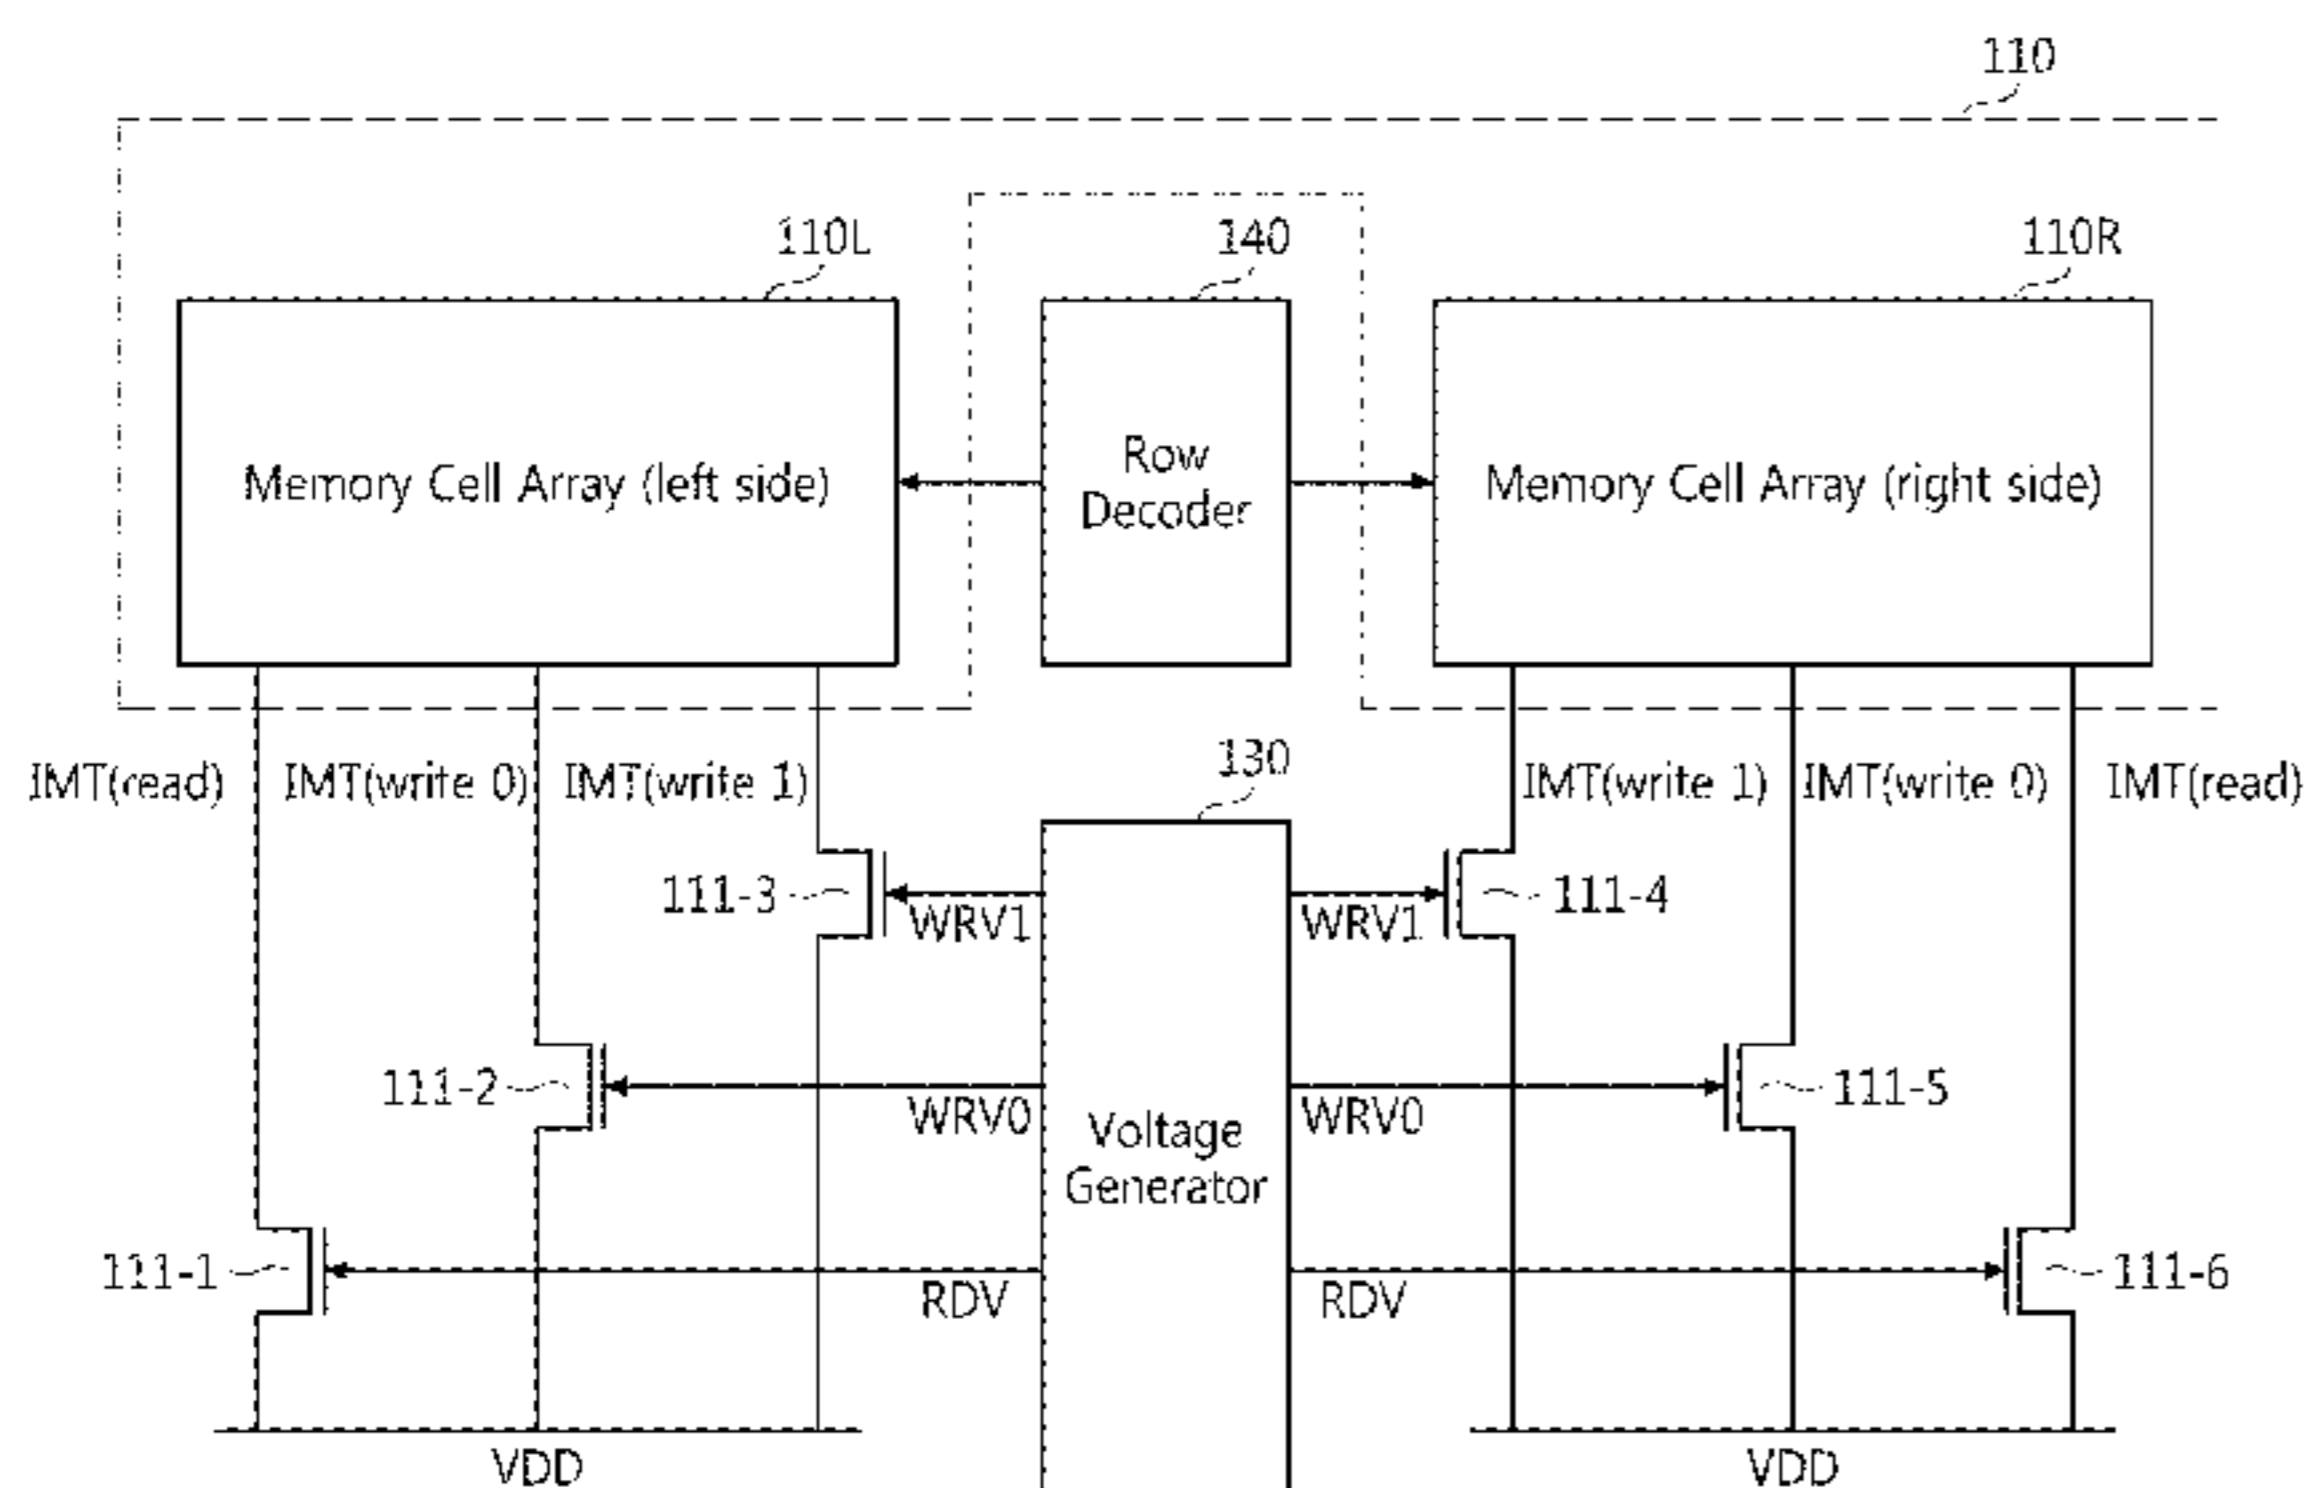 110
110L
140
110R
Memory Cell Array (left side)
Row
Decoder
Memory Cell Array (right side)
130
IMT(read)
IMT(write 0)
IMT(write 1)
IMT(write 1)
IMT(write 0)
IMT(read)
111-3
WRV1
WRV1
111-4
111-2
WRV0
Voltage
Generator
WRV0
111-5
111-1
RDV
RDV
111-6
VDD
VDD